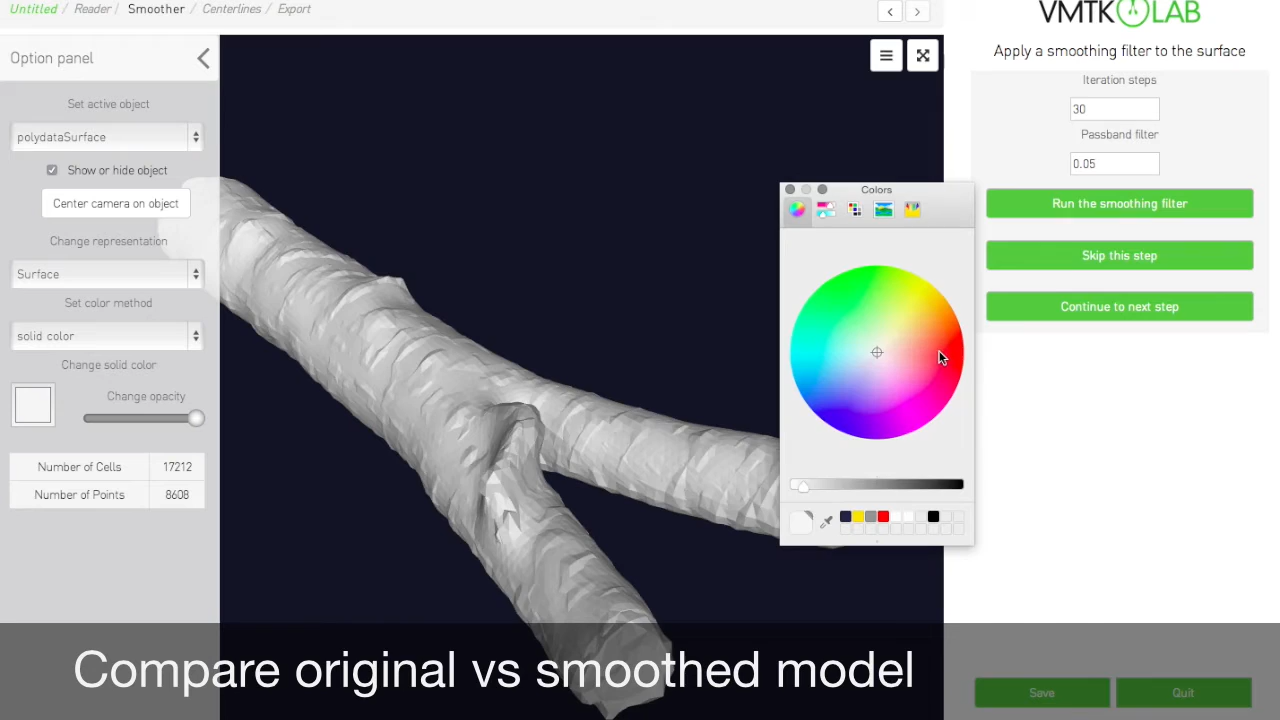 Untitled / Reader / Smoother / Centerlines / Export
VMTK LAB
Apply a smoothing filter to the surface
Option panel
Set active object
polydataSurface
Show or hide object
Center camera on object
Change representation
Surface
Set color method
solid color
Change solid color
Change opacity
Number of Cells 17212
Number of Points 8608
Colors
Iteration steps
30
Passband filter
0.05
Run the smoothing filter
Skip this step
Continue to next step
Compare original vs smoothed model
Save Quit